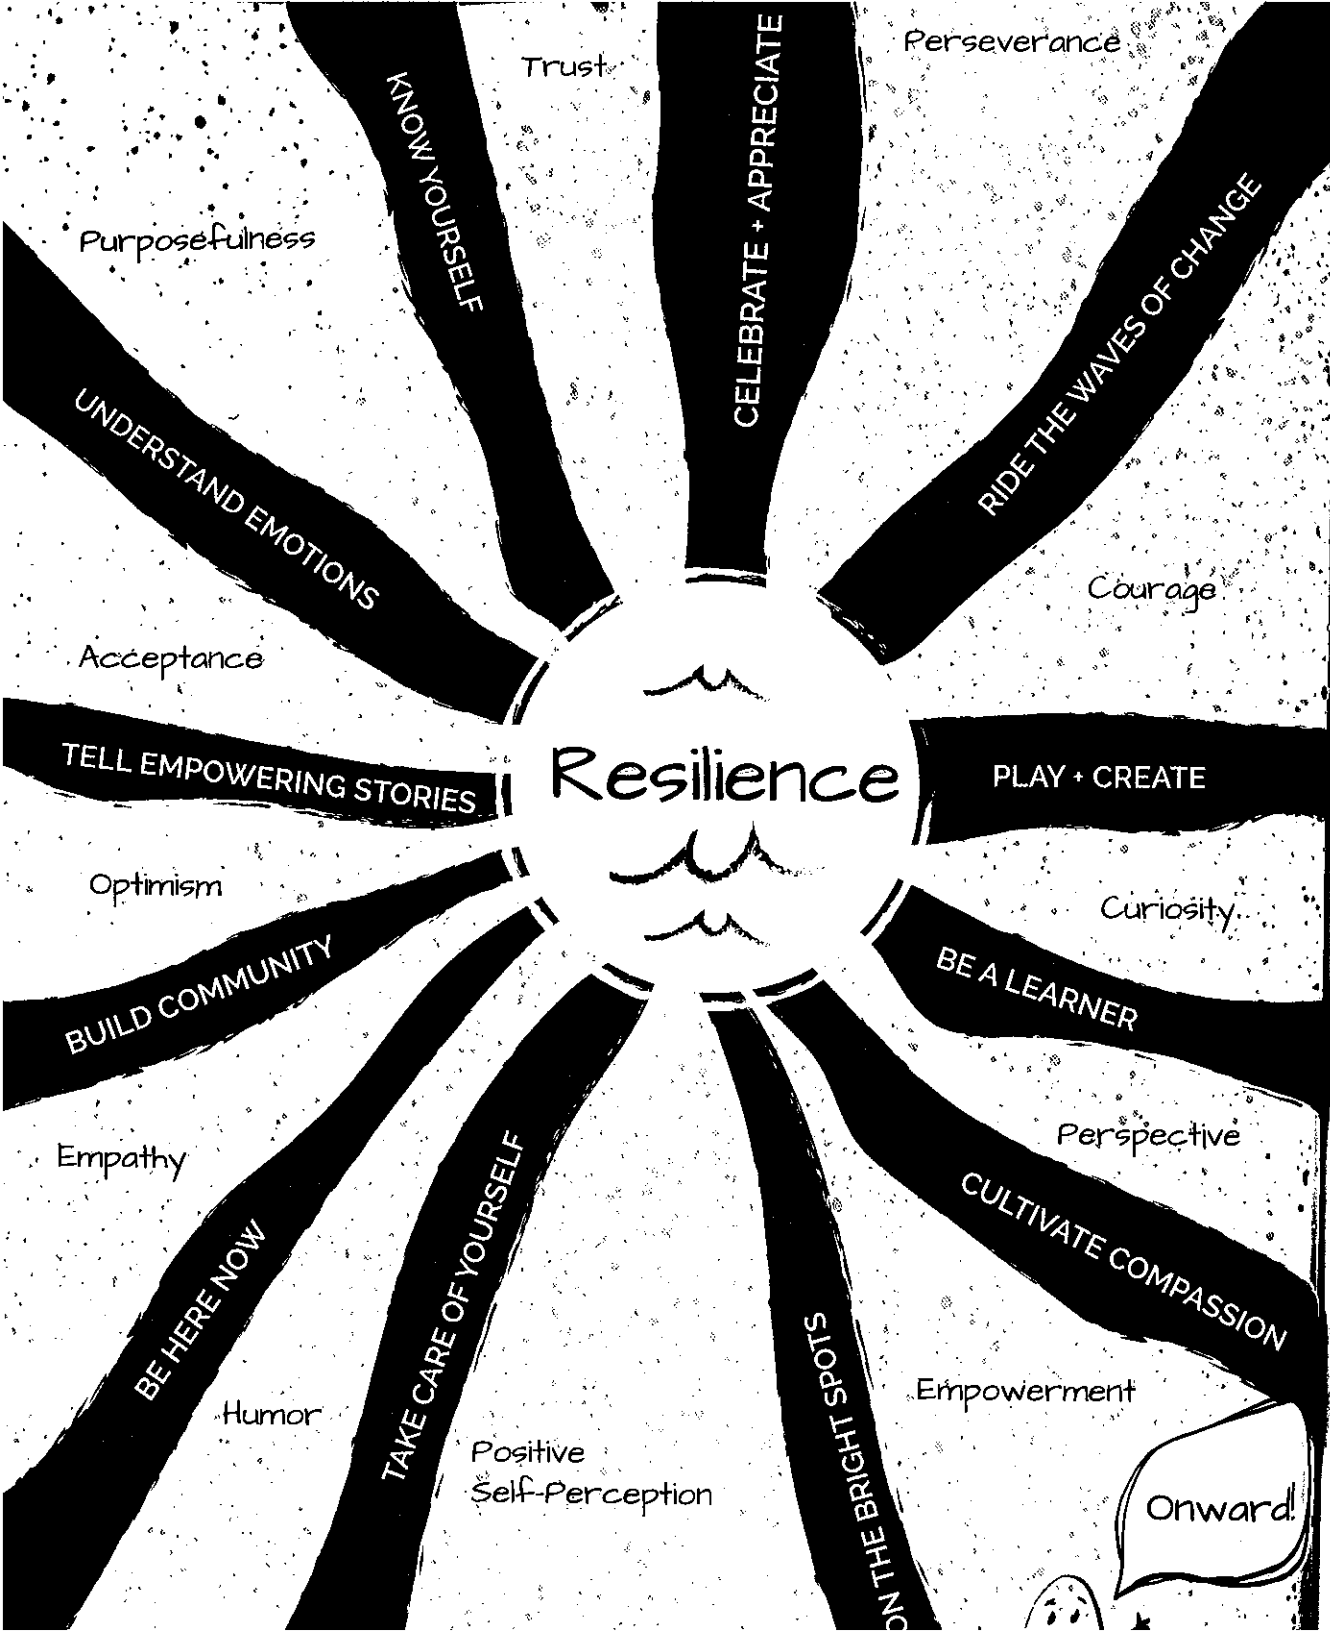 Trust
Perseverance
KNOW YOURSELF
CELEBRATE + APPRECIATE
RIDE THE WAVES OF CHANGE
Purposefulness
UNDERSTAND EMOTIONS
Courage
Acceptance
TELL EMPOWERING STORIES
Resilience
PLAY + CREATE
Optimism
Curiosity
BUILD COMMUNITY
BE A LEARNER
Empathy
Perspective
BE HERE NOW
TAKE CARE OF YOURSELF
CULTIVATE COMPASSION
ON THE BRIGHT SPOTS
Humor
Empowerment
Positive
Self-Perception
Onward!